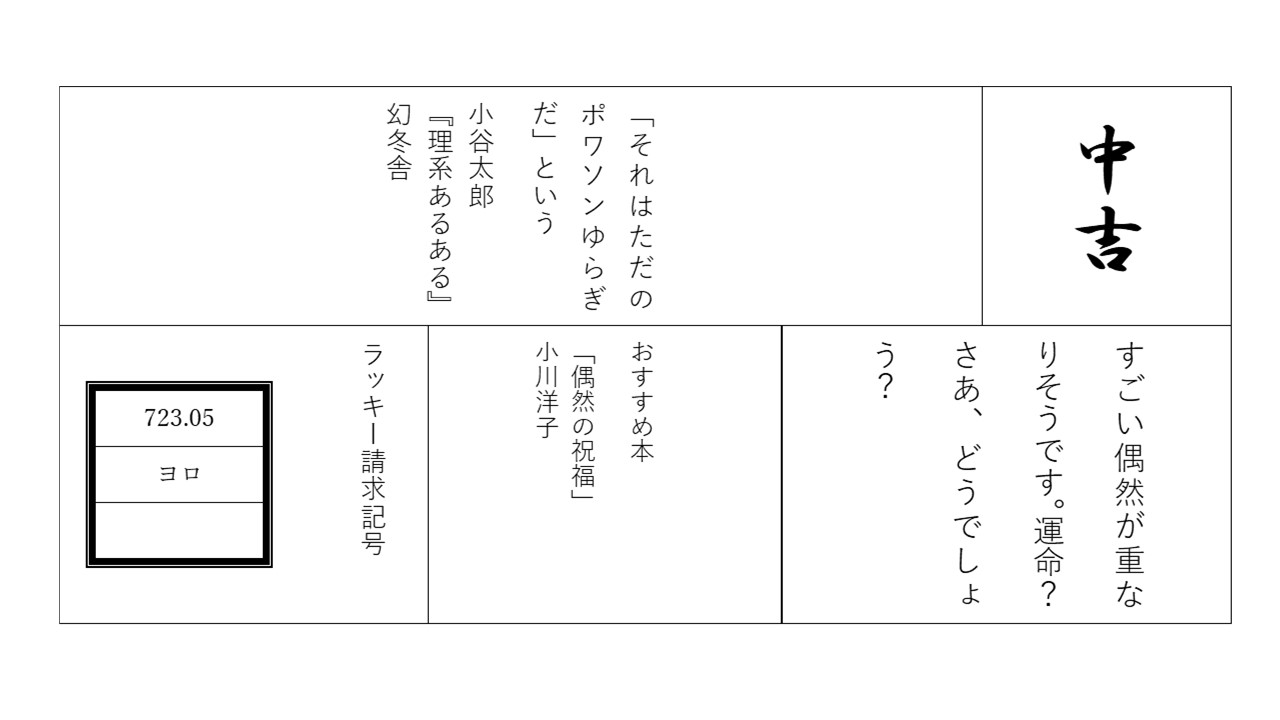 中吉
「それはただの
ポワソンゆらぎ
だ」という
小谷太郎
『理系あるある』
幻冬舎
すごい偶然が重な
りそうです。運命？
さあ、どうでしょ
う？
おすすめ本
「偶然の祝福」
小川洋子
ラッキー請求記号
723.05
ヨロ